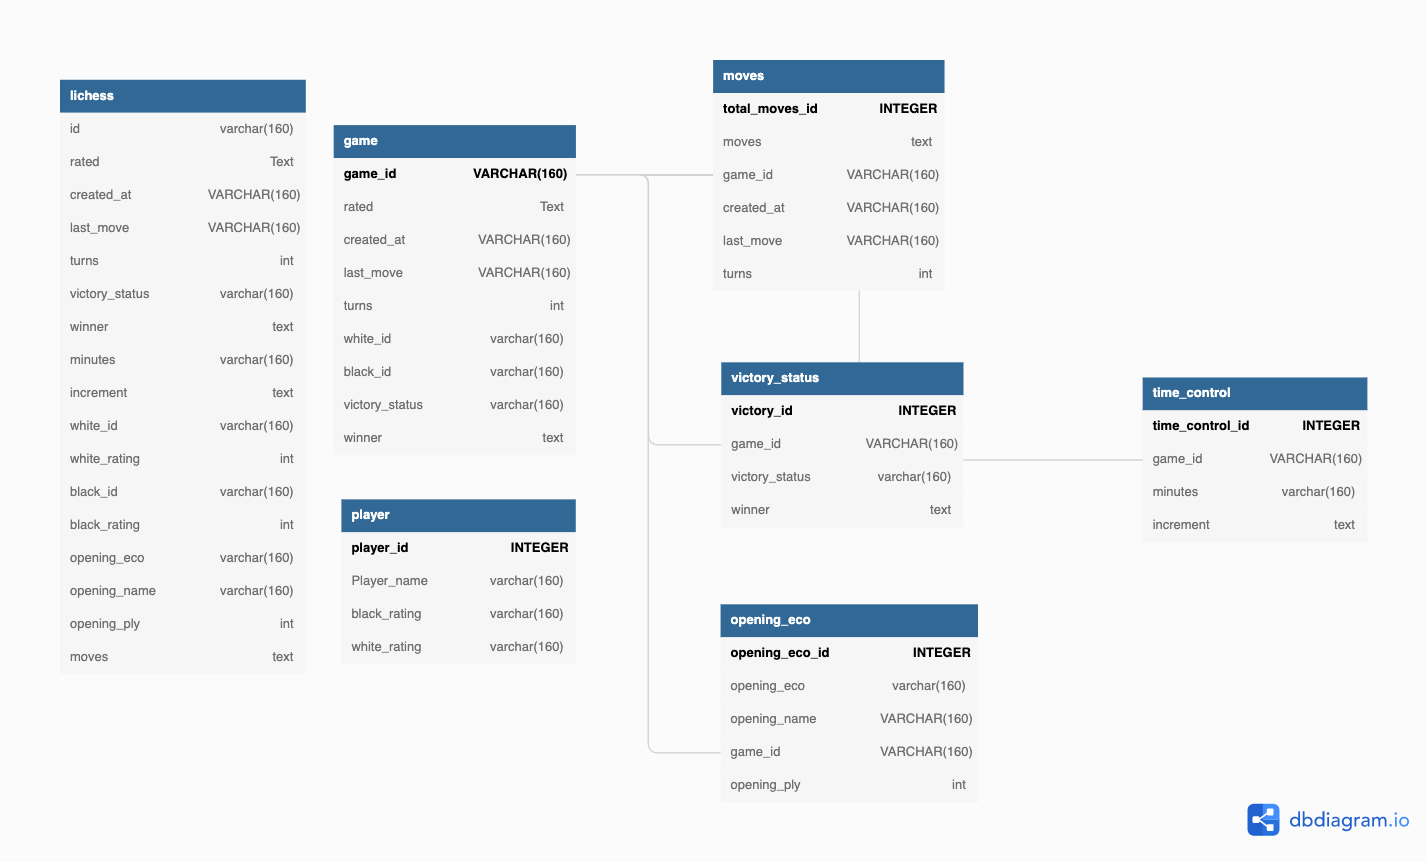 lichess
id varchar(160)
rated Text
created_at VARCHAR(160)
last_move VARCHAR(160)
turns int
victory_status varchar(160)
winner text
minutes varchar(160)
increment text
white_id varchar(160)
white_rating int
black_id varchar(160)
black_rating int
opening_eco varchar(160)
opening_name varchar(160)
opening_ply int
moves text
game
game_id VARCHAR(160)
rated Text
created_at VARCHAR(160)
last_move VARCHAR(160)
turns int
white_id varchar(160)
black_id varchar(160)
victory_status varchar(160)
winner text
player
player_id INTEGER
Player_name varchar(160)
black_rating varchar(160)
white_rating varchar(160)
moves
total_moves_id INTEGER
moves text
game_id VARCHAR(160)
created_at VARCHAR(160)
last_move VARCHAR(160)
turns int
victory_status
victory_id INTEGER
game_id VARCHAR(160)
victory_status varchar(160)
winner text
opening_eco
opening_eco_id INTEGER
opening_eco varchar(160)
opening_name VARCHAR(160)
game_id VARCHAR(160)
opening_ply int
time_control
time_control_id INTEGER
game_id VARCHAR(160)
minutes varchar(160)
increment text
dbdiagram.io